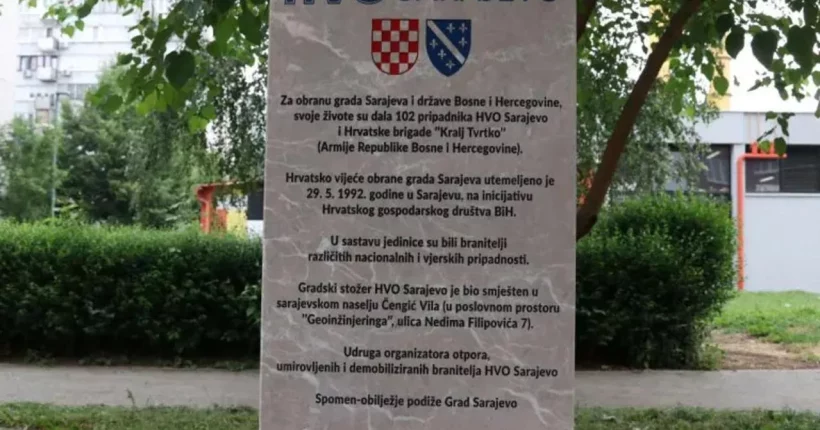 HVO SARAJEVO
Za obranu grada Sarajeva i države Bosne i Hercegovine,
svoje živote su dala 102 pripadnika HVO Sarajevo
i Hrvatske brigade "Kralj Tvrtko"
(Armije Republike Bosne i Hercegovine).
Hrvatsko vijeće obrane grada Sarajeva utemeljeno je
29. 5. 1992. godine u Sarajevu, na inicijativu
Hrvatskog gospodarskog društva BiH.
U sastavu jedinice su bili branitelji
različitih nacionalnih i vjerskih pripadnosti.
Gradski stožer HVO Sarajevo je bio smješten u
sarajevskom naselju Čengić Vila (u poslovnom prostoru
"Geoinžinjeringa", ulica Nedima Filipovića 7).
Udruga organizatora otpora,
umirovljenih i demobiliziranih branitelja HVO Sarajevo
Spomen-obilježje podiže Grad Sarajevo